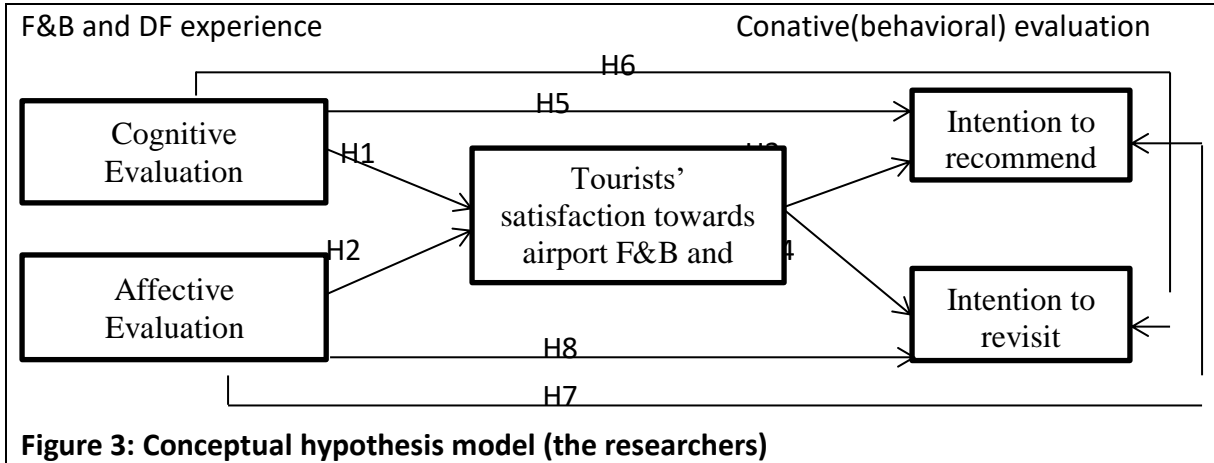 F&B and DF experience
Conative(behavioral) evaluation
H6
H5
Cognitive
Evaluation
H1
Intention to
recommend
Tourists’
satisfaction towards
airport F&B and
H2
4
Affective
Evaluation
Intention to
revisit
H8
H7
Figure 3: Conceptual hypothesis model (the researchers)